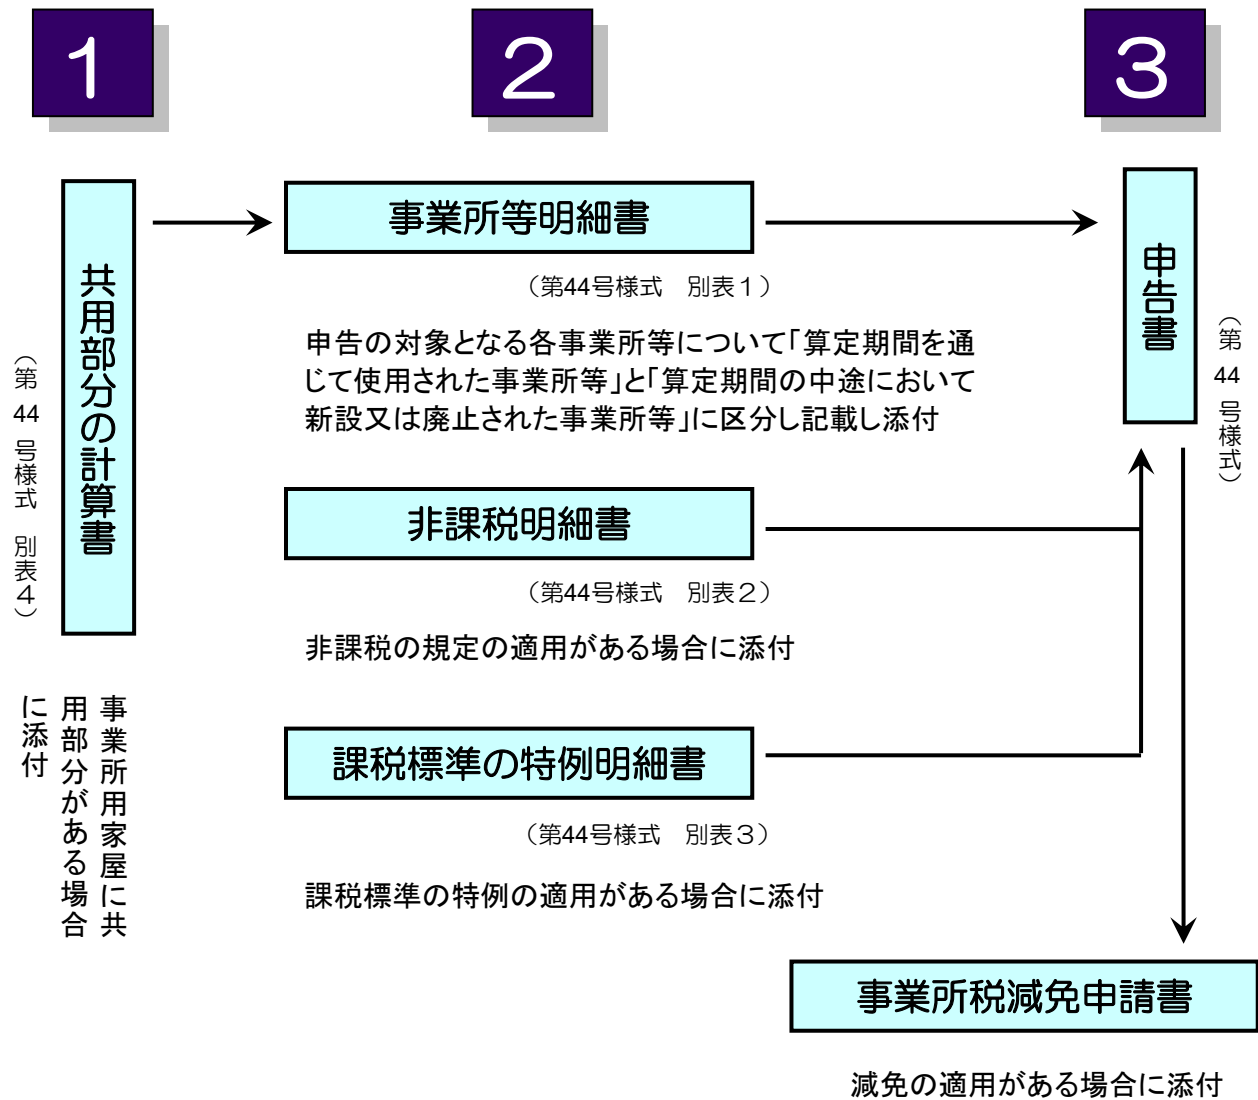 1
2
3
共用部分の計算書
（第44号様式　別表４）
事業所用家屋に共
用部分がある場合
に添付
事業所等明細書
（第44号様式　別表１）
申告の対象となる各事業所等について「算定期間を通
じて使用された事業所等」と「算定期間の中途において
新設又は廃止された事業所等」に区分し記載し添付
非課税明細書
（第44号様式　別表２）
非課税の規定の適用がある場合に添付
課税標準の特例明細書
（第44号様式　別表３）
課税標準の特例の適用がある場合に添付
申告書
（第44号様式）
事業所税減免申請書
減免の適用がある場合に添付